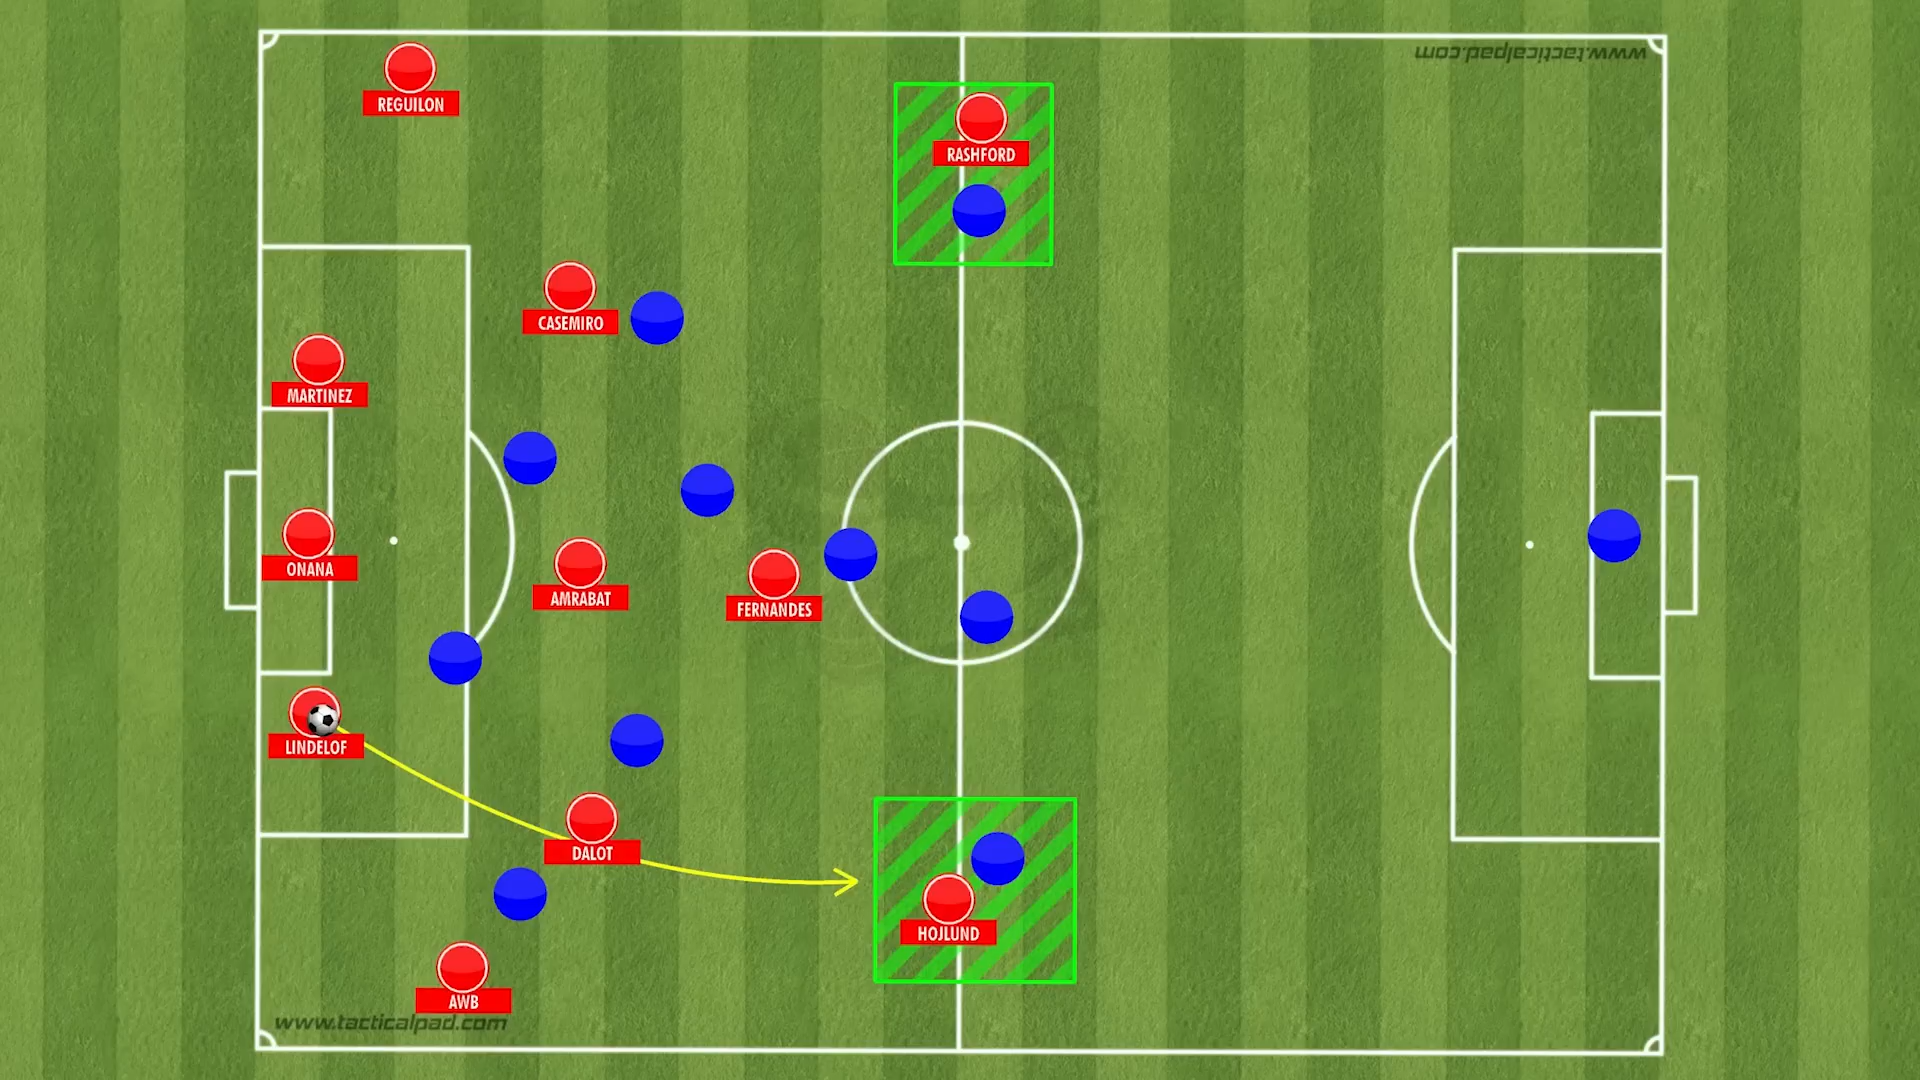 REGUILON
www.tacticalpad.com
RASHFORD
CASEMIRO
MARTINEZ
ONANA
AMRABAT
FERNANDES
LINDELOF
DALOT
HOJLUND
AWB
www.tacticalpad.com